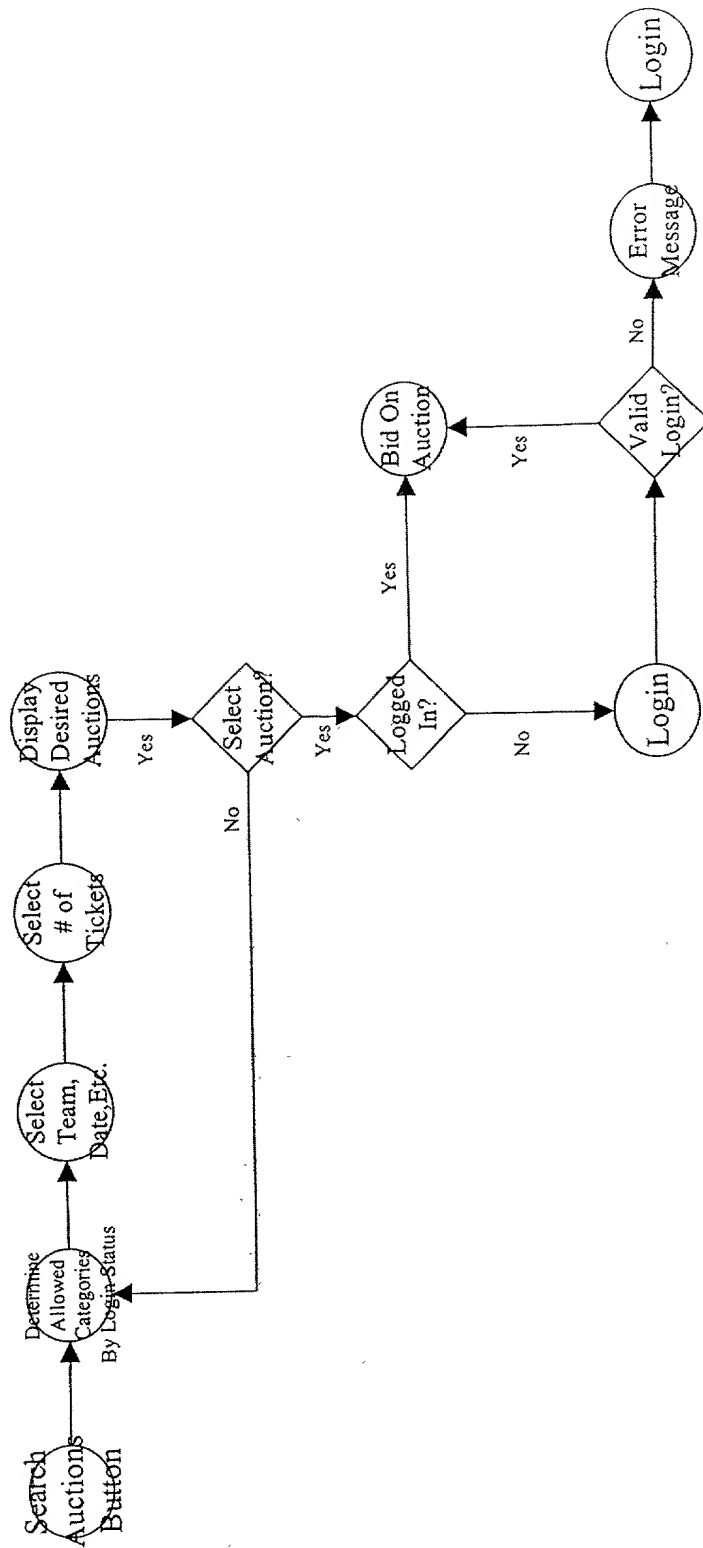 Search
Auctions
Button
Determine
Allowed
Categories
By Login Status
Select
Team,
Date,Etc.
Select
# of
Tickets
Display
Desired
Auctions
Yes
Select
Auction?
No
Yes
Logged
In?
Yes
No
Bid On
Auction
Login
Yes
Valid
Login?
No
Error
Message
Login